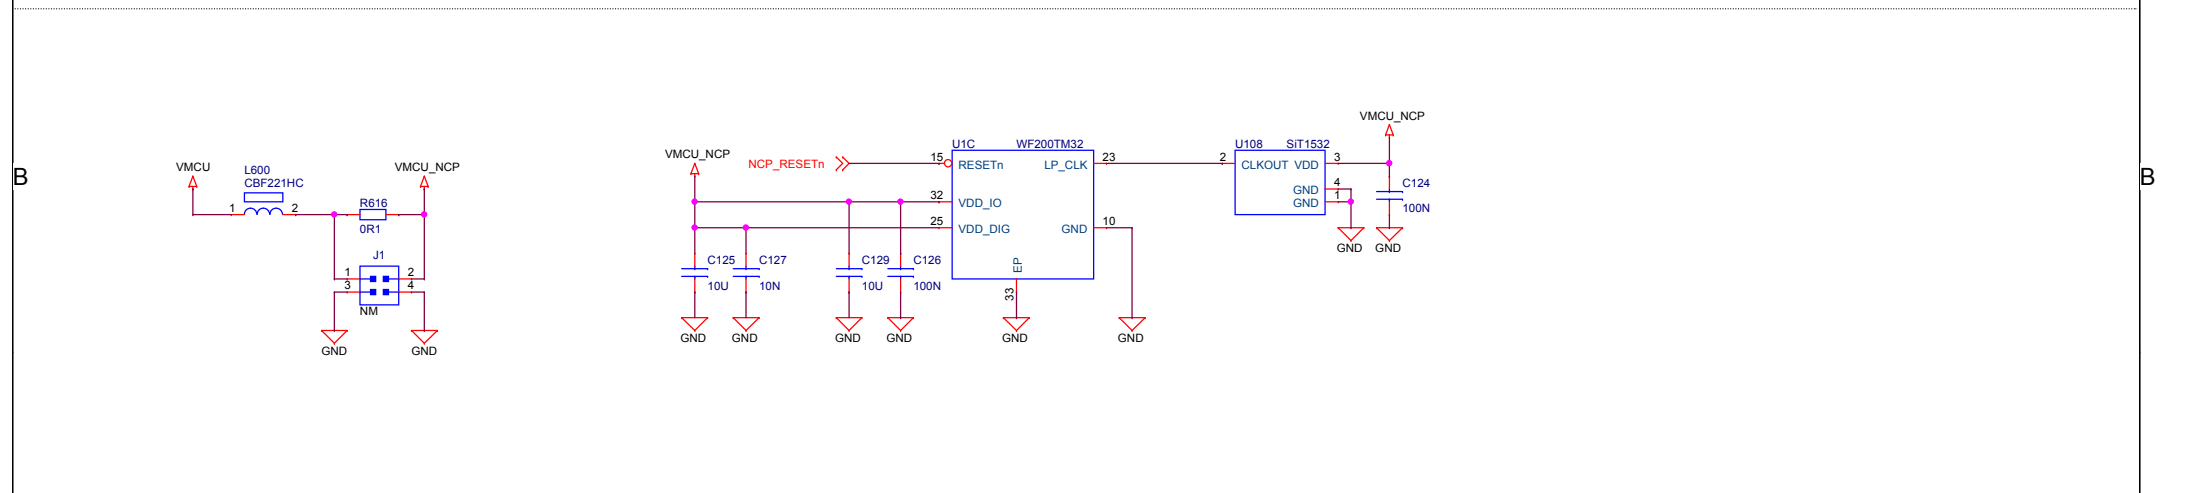 B
VMCU
L600
CBF221HC
1
2
R616
0R1
VMCU_NCP
J1
1
2
3
4
NM
GND
GND
VMCU_NCP
NCP_RESETn
U1C
WF200TM32
15
RESETn
LP_CLK
23
32
VDD_IO
25
VDD_DIG
GND
10
EP
33
C125
10U
C127
10N
C129
10U
C126
100N
GND
GND
GND
GND
GND
GND
U108
SiT1532
2
CLKOUT
VDD
3
GND
4
GND
1
VMCU_NCP
C124
100N
GND
GND
B